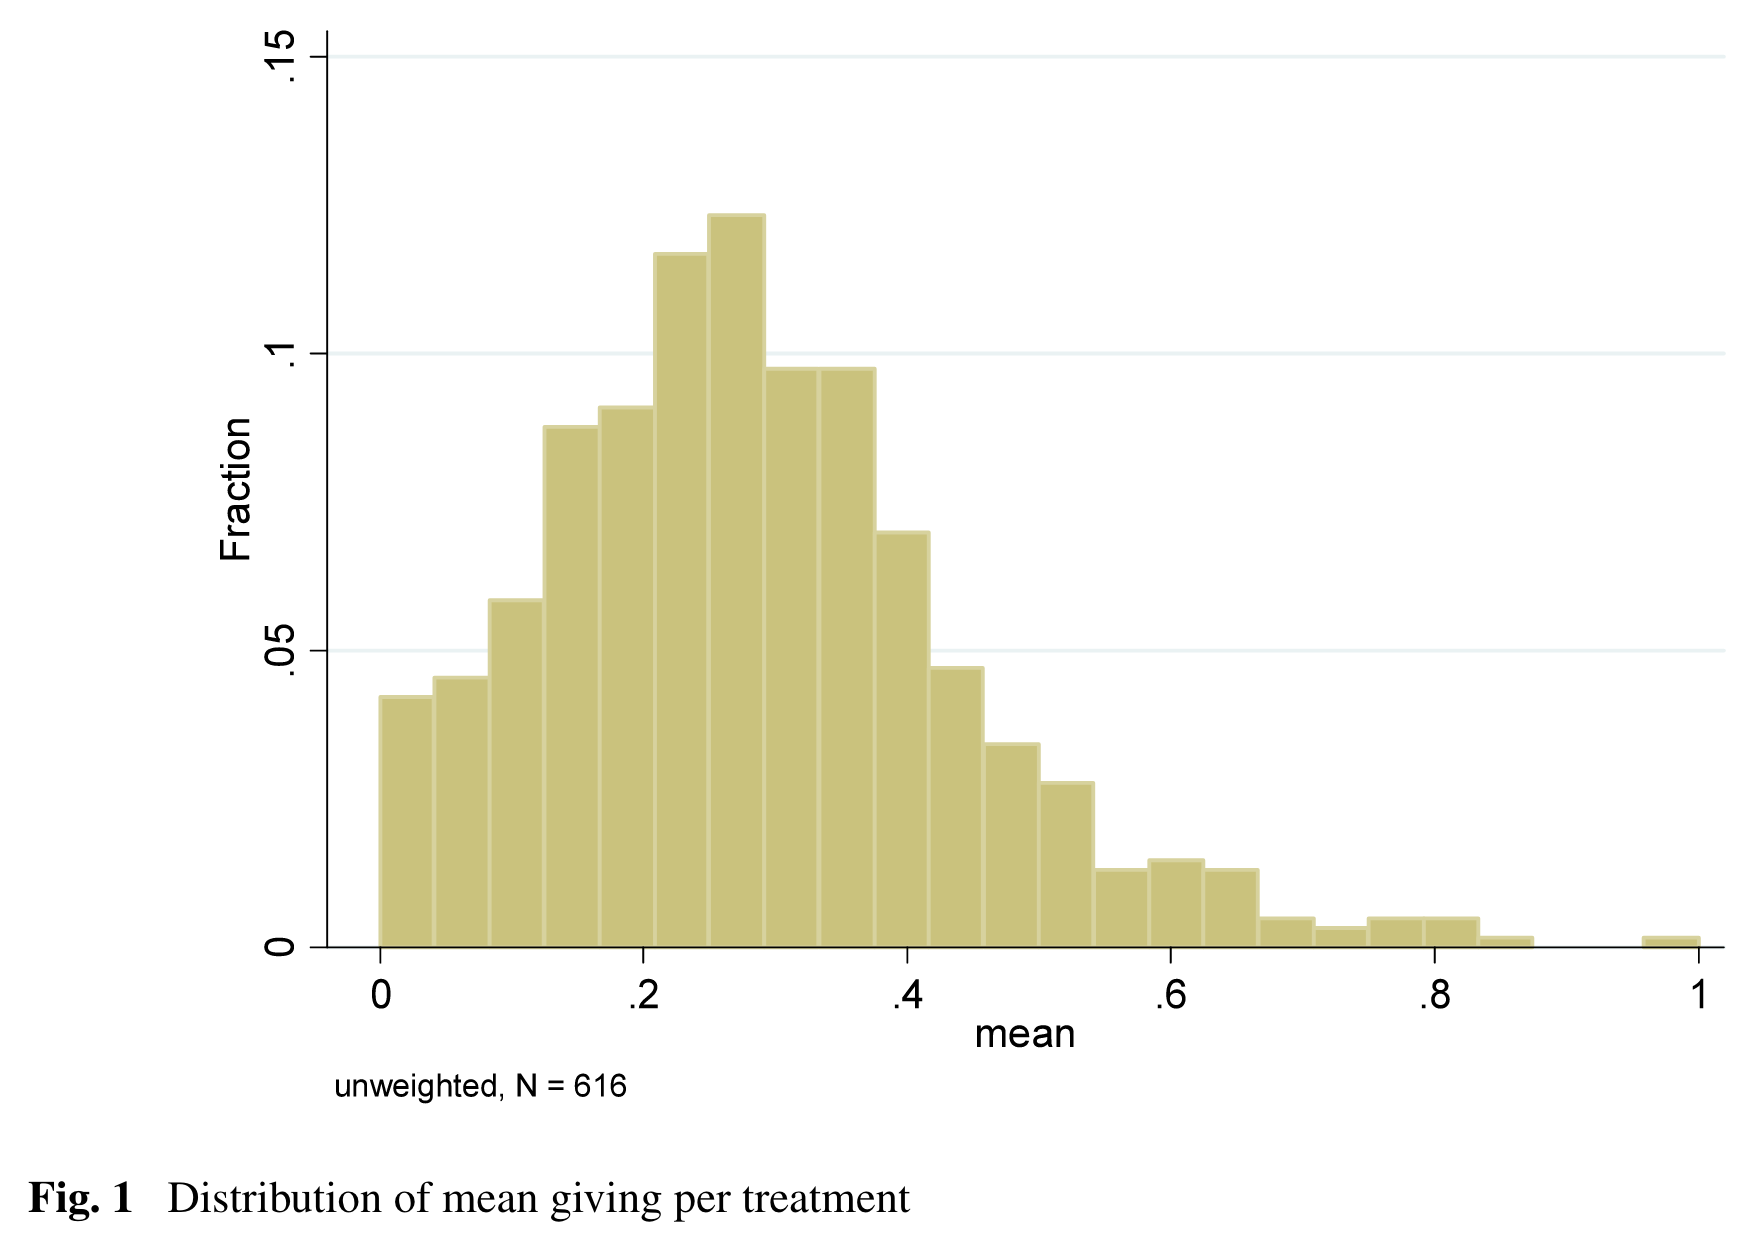 .15
.1
.05
0
Fraction
0 .2 .4 .6 .8 1
mean
unweighted, N = 616
Fig. 1 Distribution of mean giving per treatment